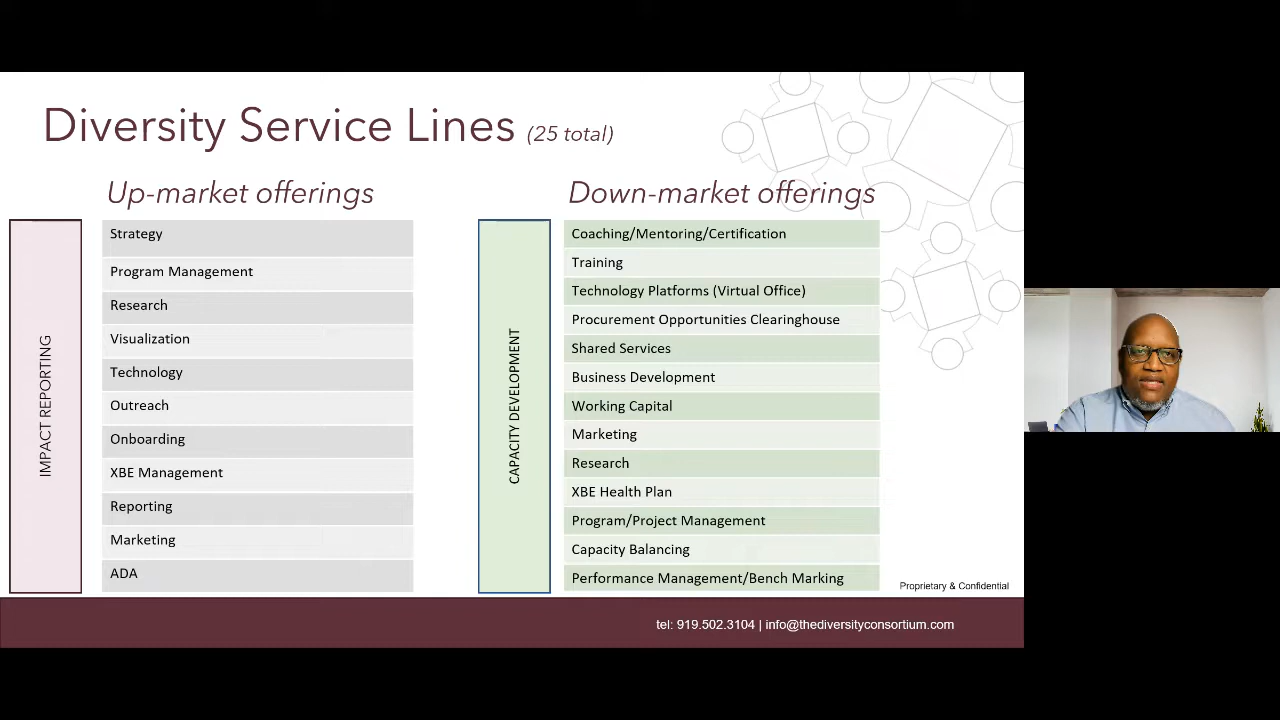 Diversity Service Lines (25 total)
Up-market offerings
IMPACT REPORTING
Strategy
Program Management
Research
Visualization
Technology
Outreach
Onboarding
XBE Management
Reporting
Marketing
ADA
Down-market offerings
CAPACITY DEVELOPMENT
Coaching/Mentoring/Certification
Training
Technology Platforms (Virtual Office)
Procurement Opportunities Clearinghouse
Shared Services
Business Development
Working Capital
Marketing
Research
XBE Health Plan
Program/Project Management
Capacity Balancing
Performance Management/Bench Marking
Proprietary & Confidential
tel: 919.502.3104 | info@thediversityconsortium.com